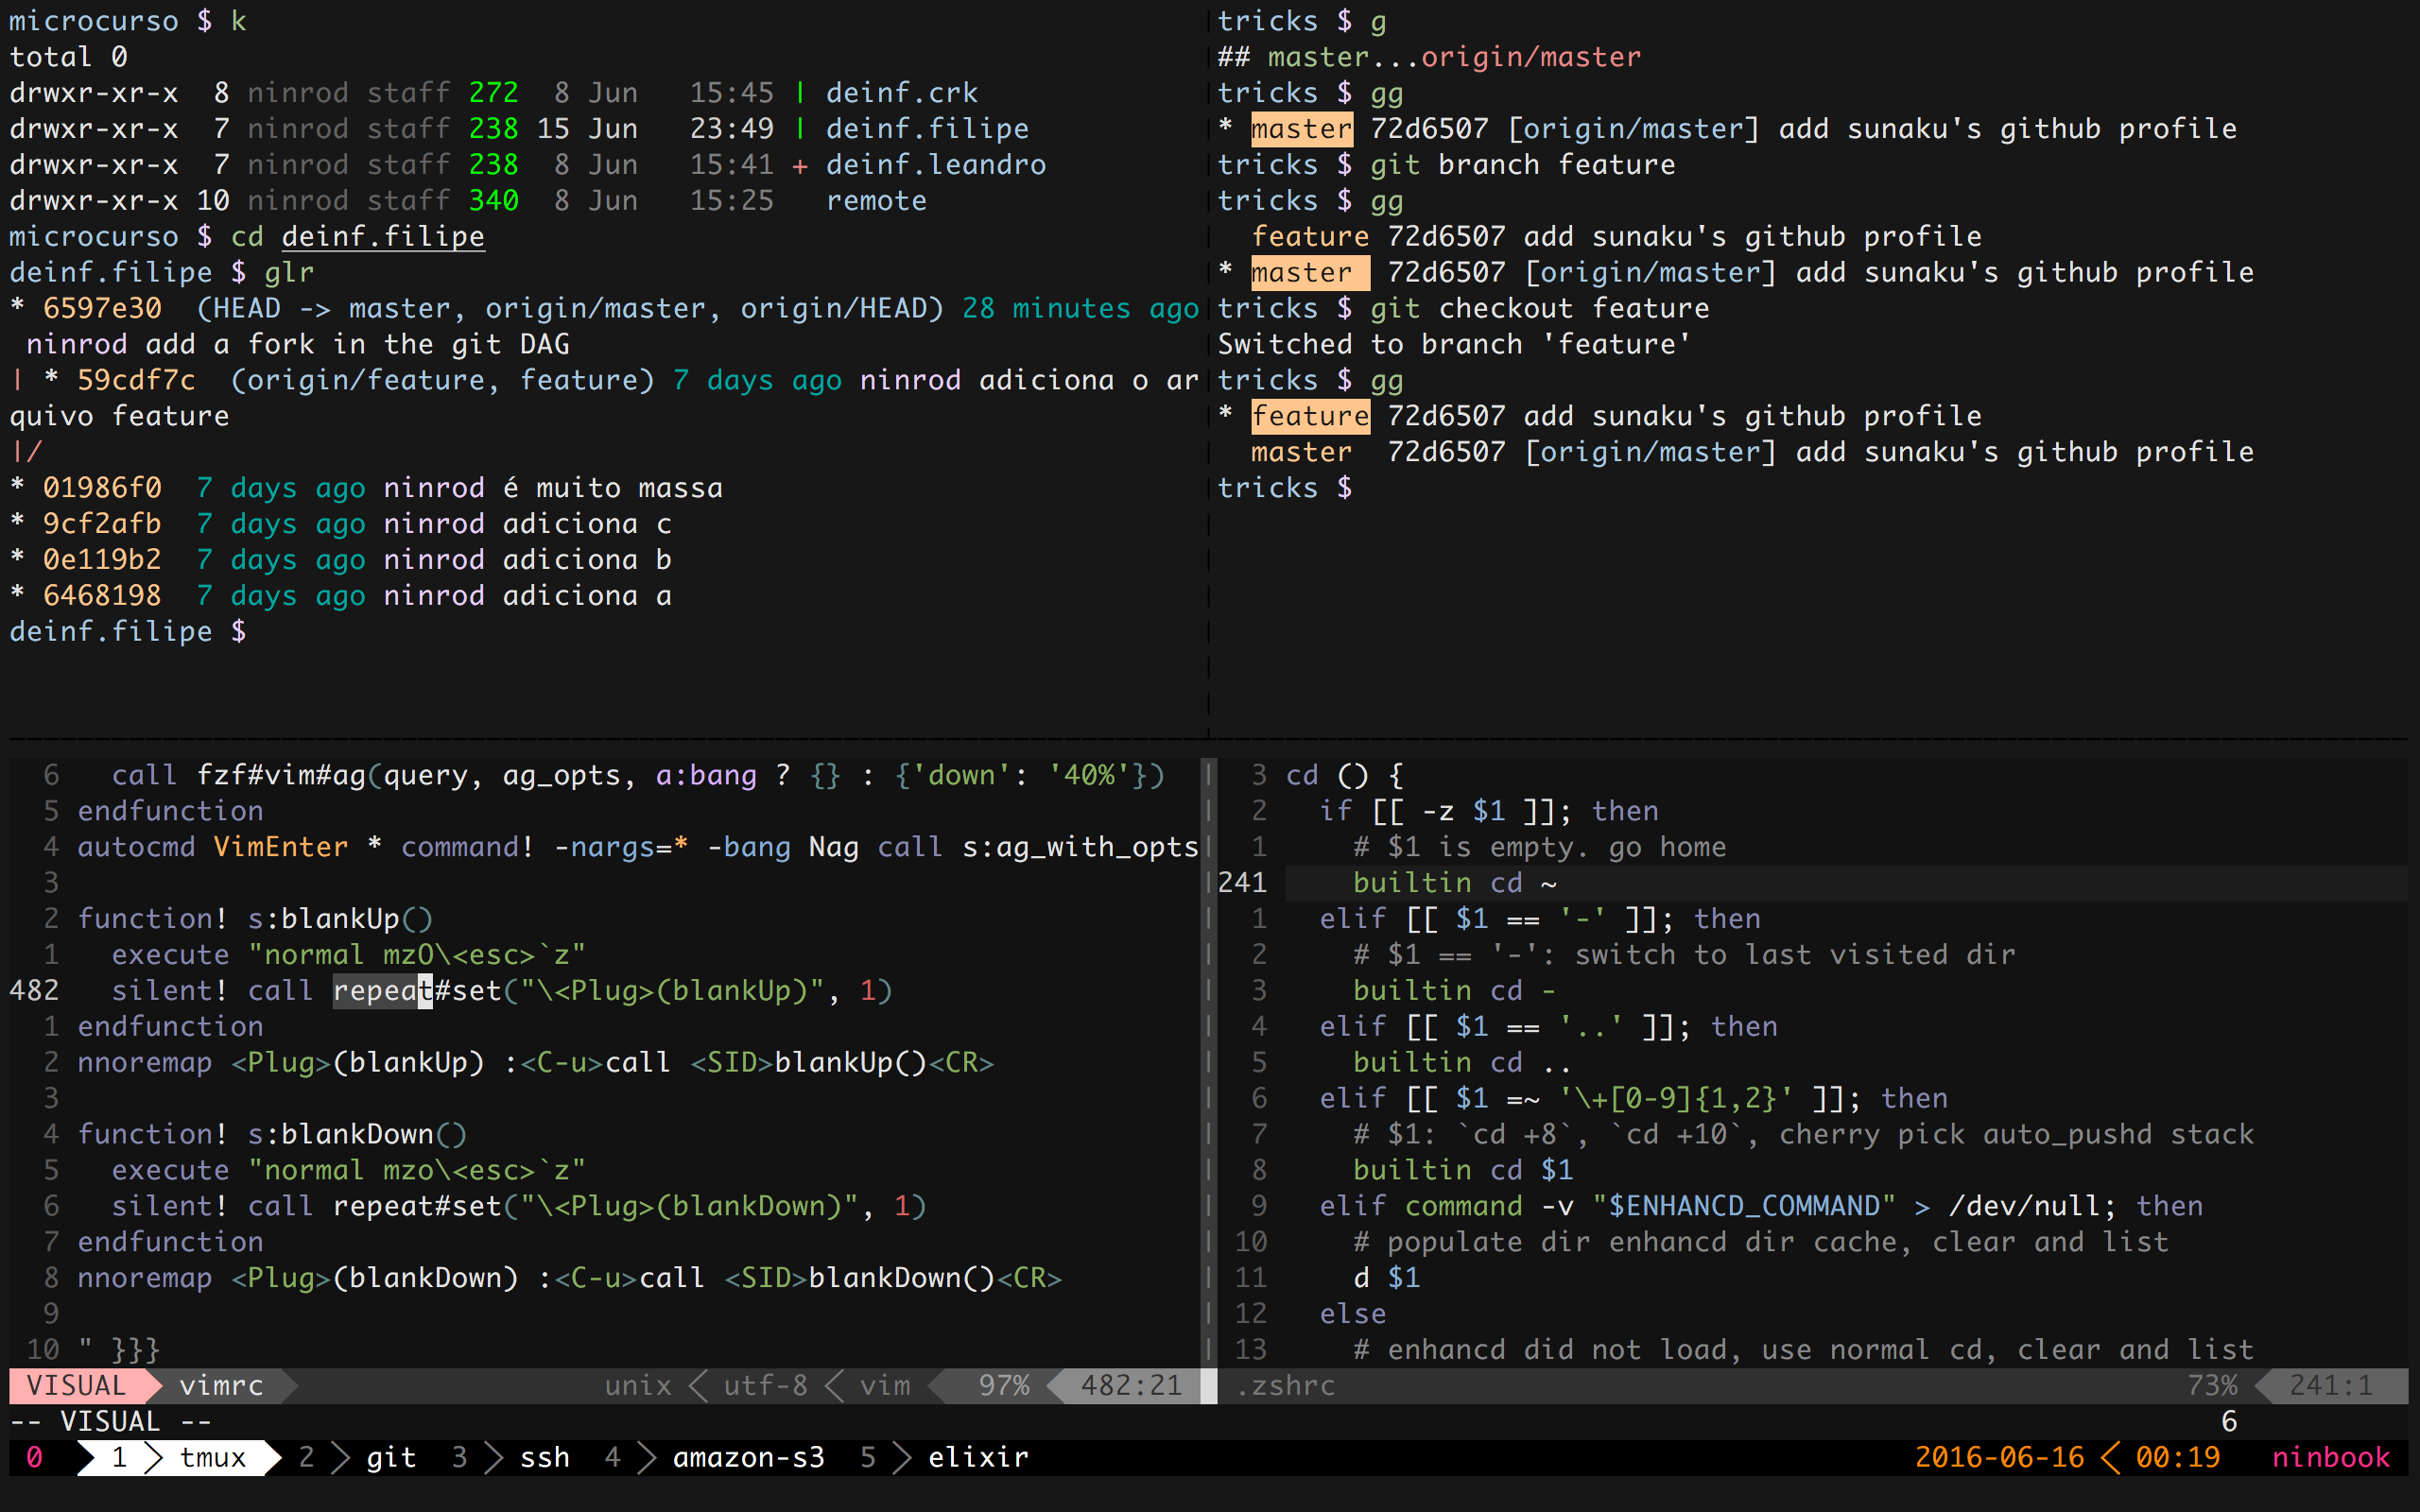 microcurso $ k
total 0
drwxr-xr-x  8 ninrod staff 272  8 Jun   15:45 | deinf.crk
drwxr-xr-x  7 ninrod staff 238 15 Jun   23:49 | deinf.filipe
drwxr-xr-x  7 ninrod staff 238  8 Jun   15:41 + deinf.leandro
drwxr-xr-x 10 ninrod staff 340  8 Jun   15:25   remote
microcurso $ cd deinf.filipe
deinf.filipe $ glr
* 6597e30  (HEAD -> master, origin/master, origin/HEAD) 28 minutes ago
 ninrod add a fork in the git DAG
| * 59cdf7c  (origin/feature, feature) 7 days ago ninrod adiciona o ar
quivo feature
|/
* 01986f0  7 days ago ninrod é muito massa
* 9cf2afb  7 days ago ninrod adiciona c
* 0e119b2  7 days ago ninrod adiciona b
* 6468198  7 days ago ninrod adiciona a
deinf.filipe $
tricks $ g
## master...origin/master
tricks $ gg
* master 72d6507 [origin/master] add sunaku's github profile
tricks $ git branch feature
tricks $ gg
  feature 72d6507 add sunaku's github profile
* master  72d6507 [origin/master] add sunaku's github profile
tricks $ git checkout feature
Switched to branch 'feature'
tricks $ gg
* feature 72d6507 add sunaku's github profile
  master  72d6507 [origin/master] add sunaku's github profile
tricks $
  6   call fzf#vim#ag(query, ag_opts, a:bang ? {} : {'down': '40%'})
  5 endfunction
  4 autocmd VimEnter * command! -nargs=* -bang Nag call s:ag_with_opts
  3
  2 function! s:blankUp()
  1   execute "normal mzO\<esc>`z"
482   silent! call repeat#set("\<Plug>(blankUp)", 1)
  1 endfunction
  2 nnoremap <Plug>(blankUp) :<C-u>call <SID>blankUp()<CR>
  3
  4 function! s:blankDown()
  5   execute "normal mzo\<esc>`z"
  6   silent! call repeat#set("\<Plug>(blankDown)", 1)
  7 endfunction
  8 nnoremap <Plug>(blankDown) :<C-u>call <SID>blankDown()<CR>
  9
 10 " }}}
VISUAL vimrc unix utf-8 vim 97% 482:21
  3 cd () {
  2   if [[ -z $1 ]]; then
  1     # $1 is empty. go home
241     builtin cd ~
  1   elif [[ $1 == '-' ]]; then
  2     # $1 == '-': switch to last visited dir
  3     builtin cd -
  4   elif [[ $1 == '..' ]]; then
  5     builtin cd ..
  6   elif [[ $1 =~ '\+[0-9]{1,2}' ]]; then
  7     # $1: `cd +8`, `cd +10`, cherry pick auto_pushd stack
  8     builtin cd $1
  9   elif command -v "$ENHANCD_COMMAND" > /dev/null; then
 10     # populate dir enhancd dir cache, clear and list
 11     d $1
 12   else
 13     # enhancd did not load, use normal cd, clear and list
.zshrc 73% 241:1
-- VISUAL -- 6
0 1 tmux 2 git 3 ssh 4 amazon-s3 5 elixir 2016-06-16 00:19 ninbook